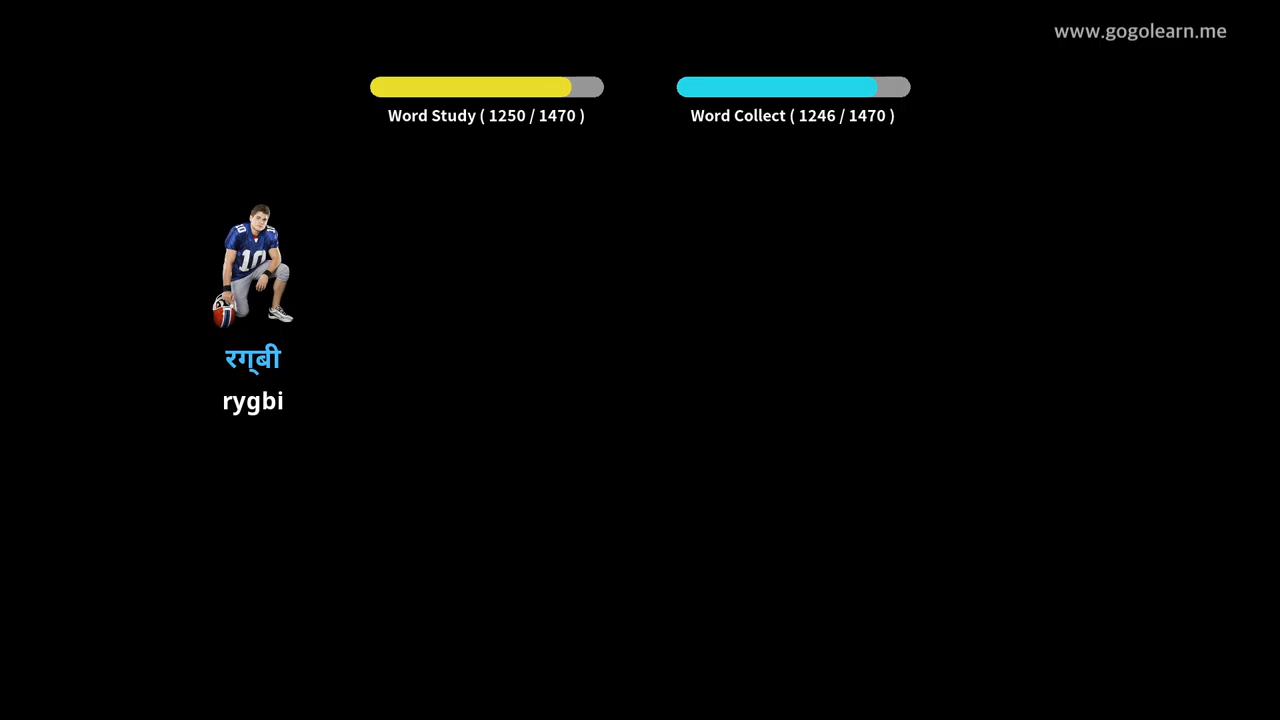 www.gogolearn.me
Word Study ( 1250 / 1470 )
Word Collect ( 1246 / 1470 )
10
रग्‌बी
rygbi